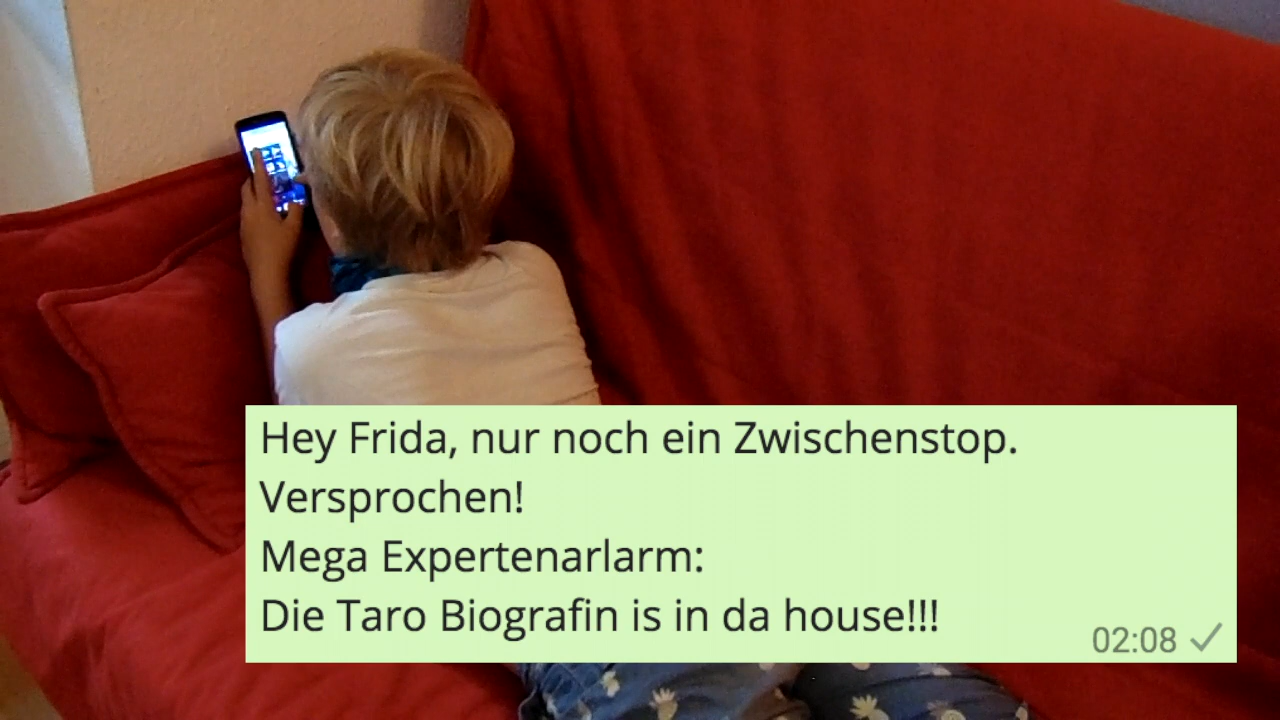 Hey Frida, nur noch ein Zwischenstop.
Versprochen!
Mega Expertenarlarm:
Die Taro Biografin is in da house!!!
02:08